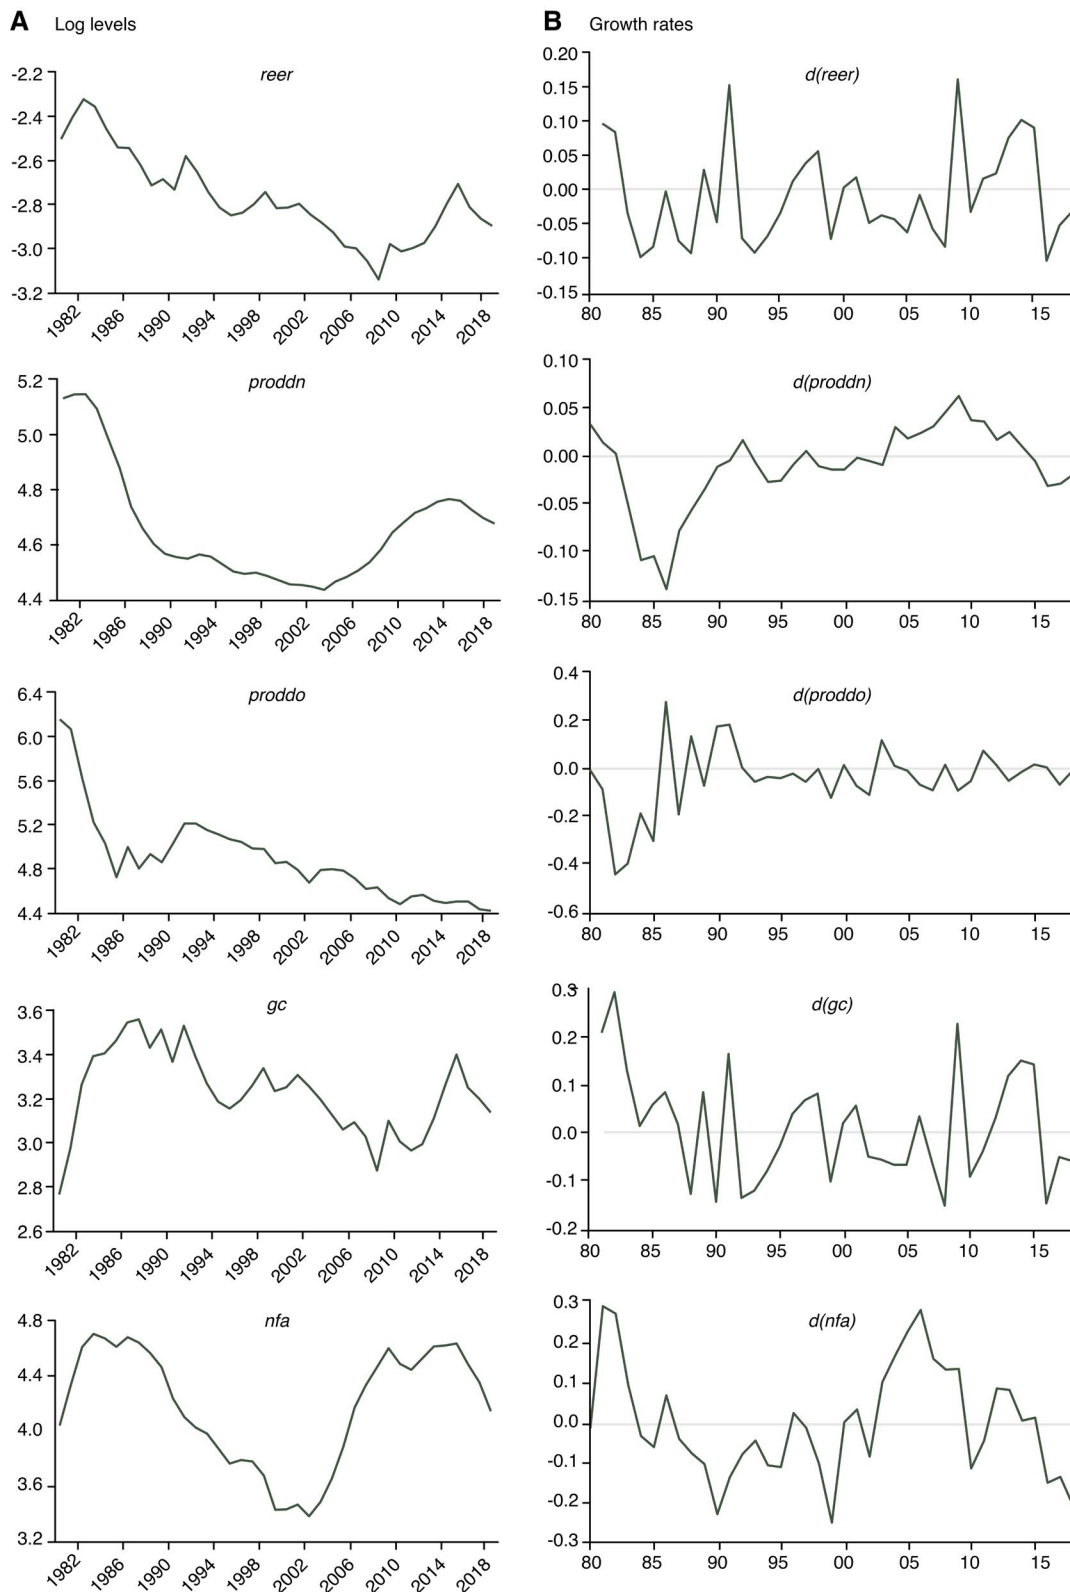 A Log levels
reer
-2.2
-2.4
-2.6
-2.8
-3.0
-3.2
1982 1986 1990 1994 1998 2002 2006 2010 2014 2018
proddn
5.2
5.0
4.8
4.6
4.4
1982 1986 1990 1994 1998 2002 2006 2010 2014 2018
proddo
6.4
6.0
5.6
5.2
4.8
4.4
1982 1986 1990 1994 1998 2002 2006 2010 2014 2018
gc
3.6
3.4
3.2
3.0
2.8
2.6
1982 1986 1990 1994 1998 2002 2006 2010 2014 2018
nfa
4.8
4.4
4.0
3.6
3.2
1982 1986 1990 1994 1998 2002 2006 2010 2014 2018
B Growth rates
d(reer)
0.20
0.15
0.10
0.05
0.00
-0.05
-0.10
-0.15
80 85 90 95 00 05 10 15
d(proddn)
0.10
0.05
0.00
-0.05
-0.10
-0.15
80 85 90 95 00 05 10 15
d(proddo)
0.4
0.2
0.0
-0.2
-0.4
-0.6
80 85 90 95 00 05 10 15
d(gc)
0.3
0.2
0.1
0.0
-0.1
-0.2
80 85 90 95 00 05 10 15
d(nfa)
0.3
0.2
0.1
0.0
-0.1
-0.2
-0.3
80 85 90 95 00 05 10 15